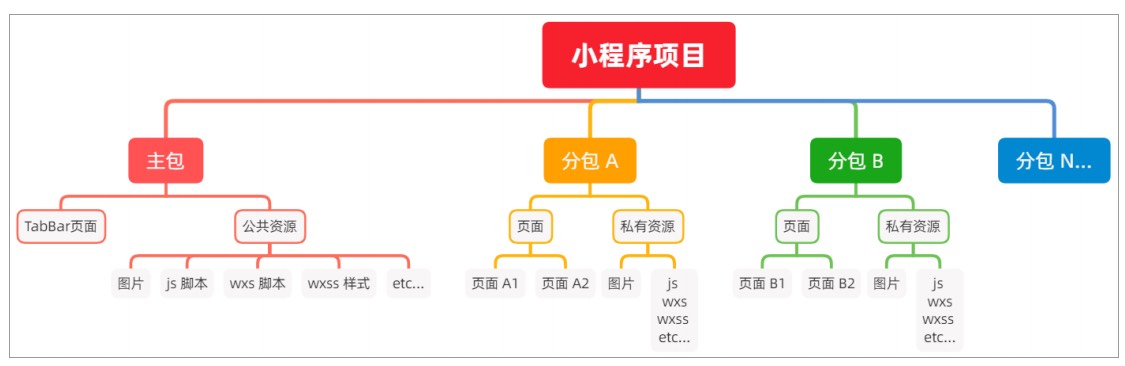 小程序项目
主包
分包 A
分包 B
分包 N...
TabBar页面
公共资源
页面
私有资源
页面
私有资源
图片
js 脚本
wxs 脚本
wxss 样式
etc...
页面 A1
页面 A2
图片
js
wxs
wxss
etc...
页面 B1
页面 B2
图片
js
wxs
wxss
etc...